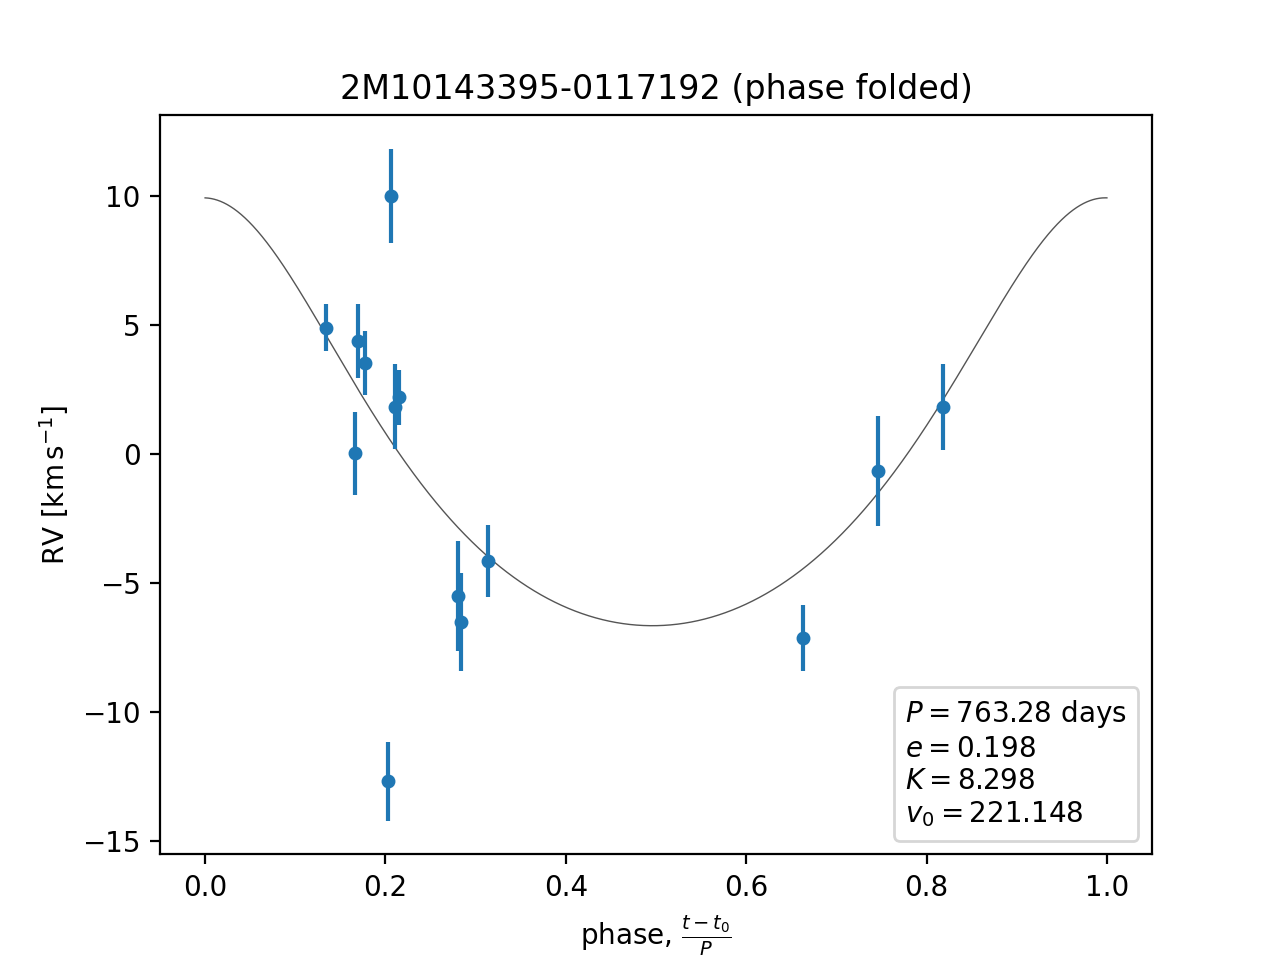 2M10143395-0117192 (phase folded)
10
5
0
−5
−10
−15
RV [km s⁻¹]
P = 763.28 days
e = 0.198
K = 8.298
v₀ = 221.148
0.0 0.2 0.4 0.6 0.8 1.0
phase, (t − t₀)/P